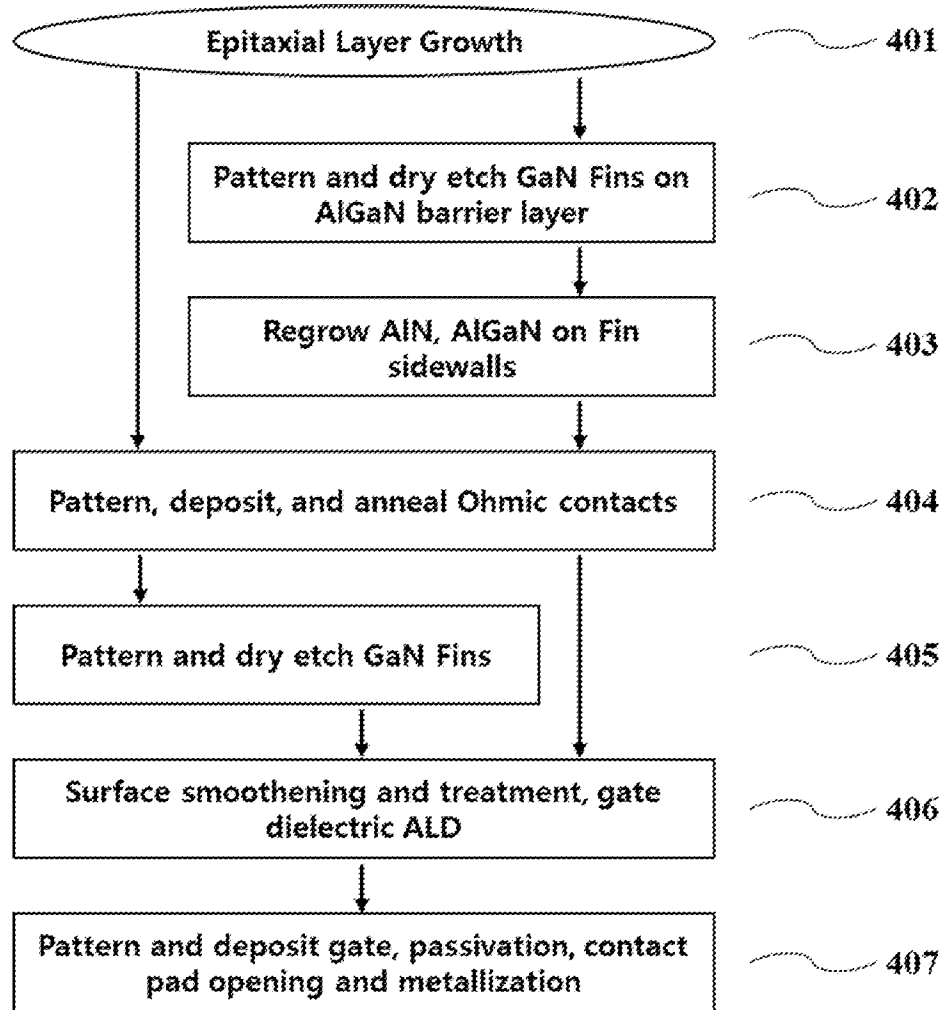 Epitaxial Layer Growth
401
Pattern and dry etch GaN Fins on
AlGaN barrier layer
402
Regrow AlN, AlGaN on Fin
sidewalls
403
Pattern, deposit, and anneal Ohmic contacts
404
Pattern and dry etch GaN Fins
405
Surface smoothening and treatment, gate
dielectric ALD
406
Pattern and deposit gate, passivation, contact
pad opening and metallization
407